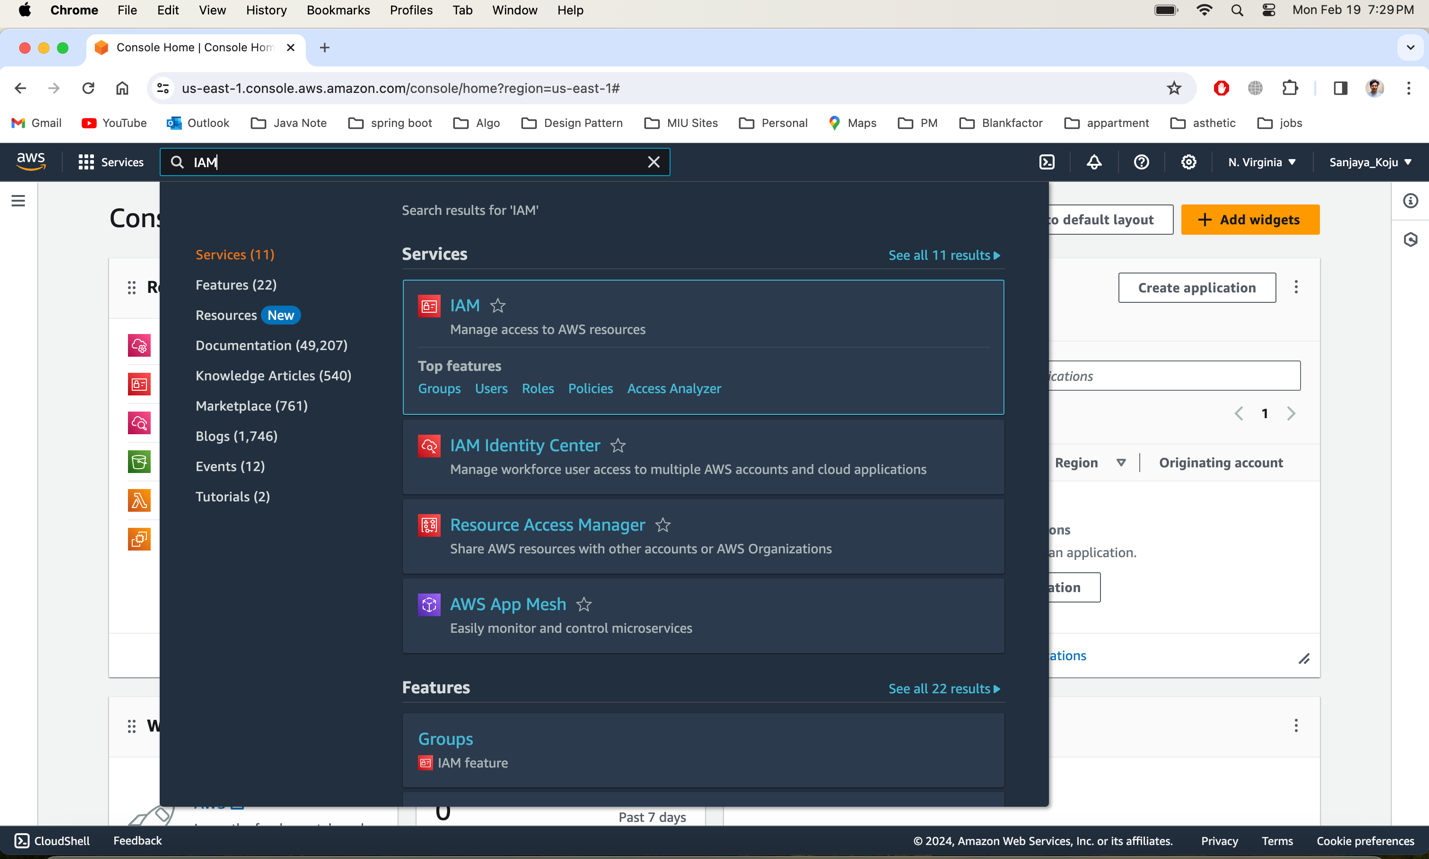 Chrome File Edit View History Bookmarks Profiles Tab Window Help Mon Feb 19 7:29 PM
Console Home | Console Hom
us-east-1.console.aws.amazon.com/console/home?region=us-east-1#
Gmail YouTube Outlook Java Note spring boot Algo Design Pattern MIU Sites Personal Maps PM Blankfactor appartment asthetic jobs
aws Services IAM N. Virginia Sanjaya_Koju
Search results for 'IAM'
Cons
to default layout + Add widgets
Services (11)
Features (22)
Resources New
Documentation (49,207)
Knowledge Articles (540)
Marketplace (761)
Blogs (1,746)
Events (12)
Tutorials (2)
Services See all 11 results
IAM
Manage access to AWS resources
Top features
Groups Users Roles Policies Access Analyzer
IAM Identity Center
Manage workforce user access to multiple AWS accounts and cloud applications
Resource Access Manager
Share AWS resources with other accounts or AWS Organizations
AWS App Mesh
Easily monitor and control microservices
Features See all 22 results
Groups
IAM feature
Create application
ications
1
Region Originating account
ons
an application.
ation
ations
W
0
Past 7 days
CloudShell Feedback © 2024, Amazon Web Services, Inc. or its affiliates. Privacy Terms Cookie preferences